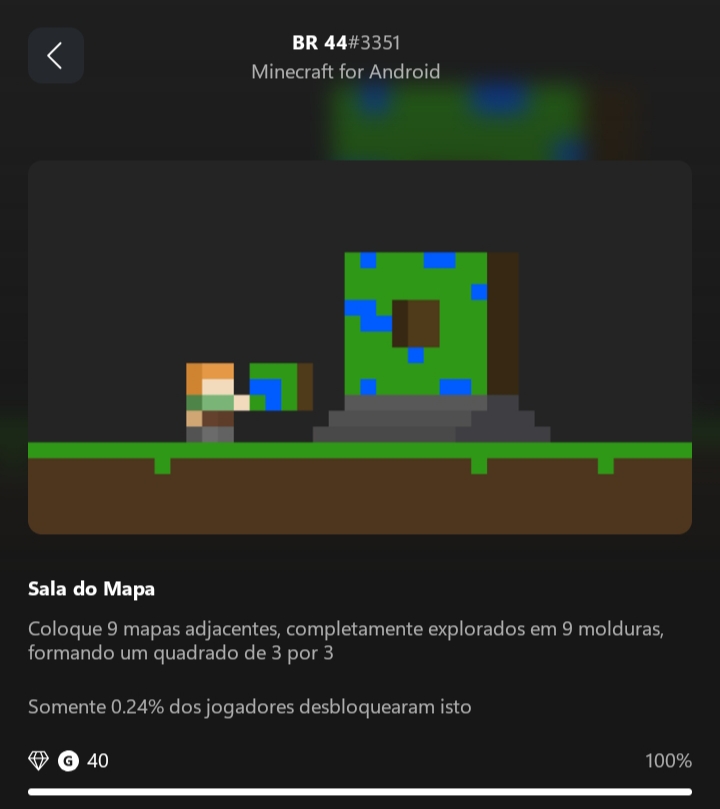 BR 44#3351
Minecraft for Android
Sala do Mapa
Coloque 9 mapas adjacentes, completamente explorados em 9 molduras,
formando um quadrado de 3 por 3
Somente 0.24% dos jogadores desbloquearam isto
G 40
100%